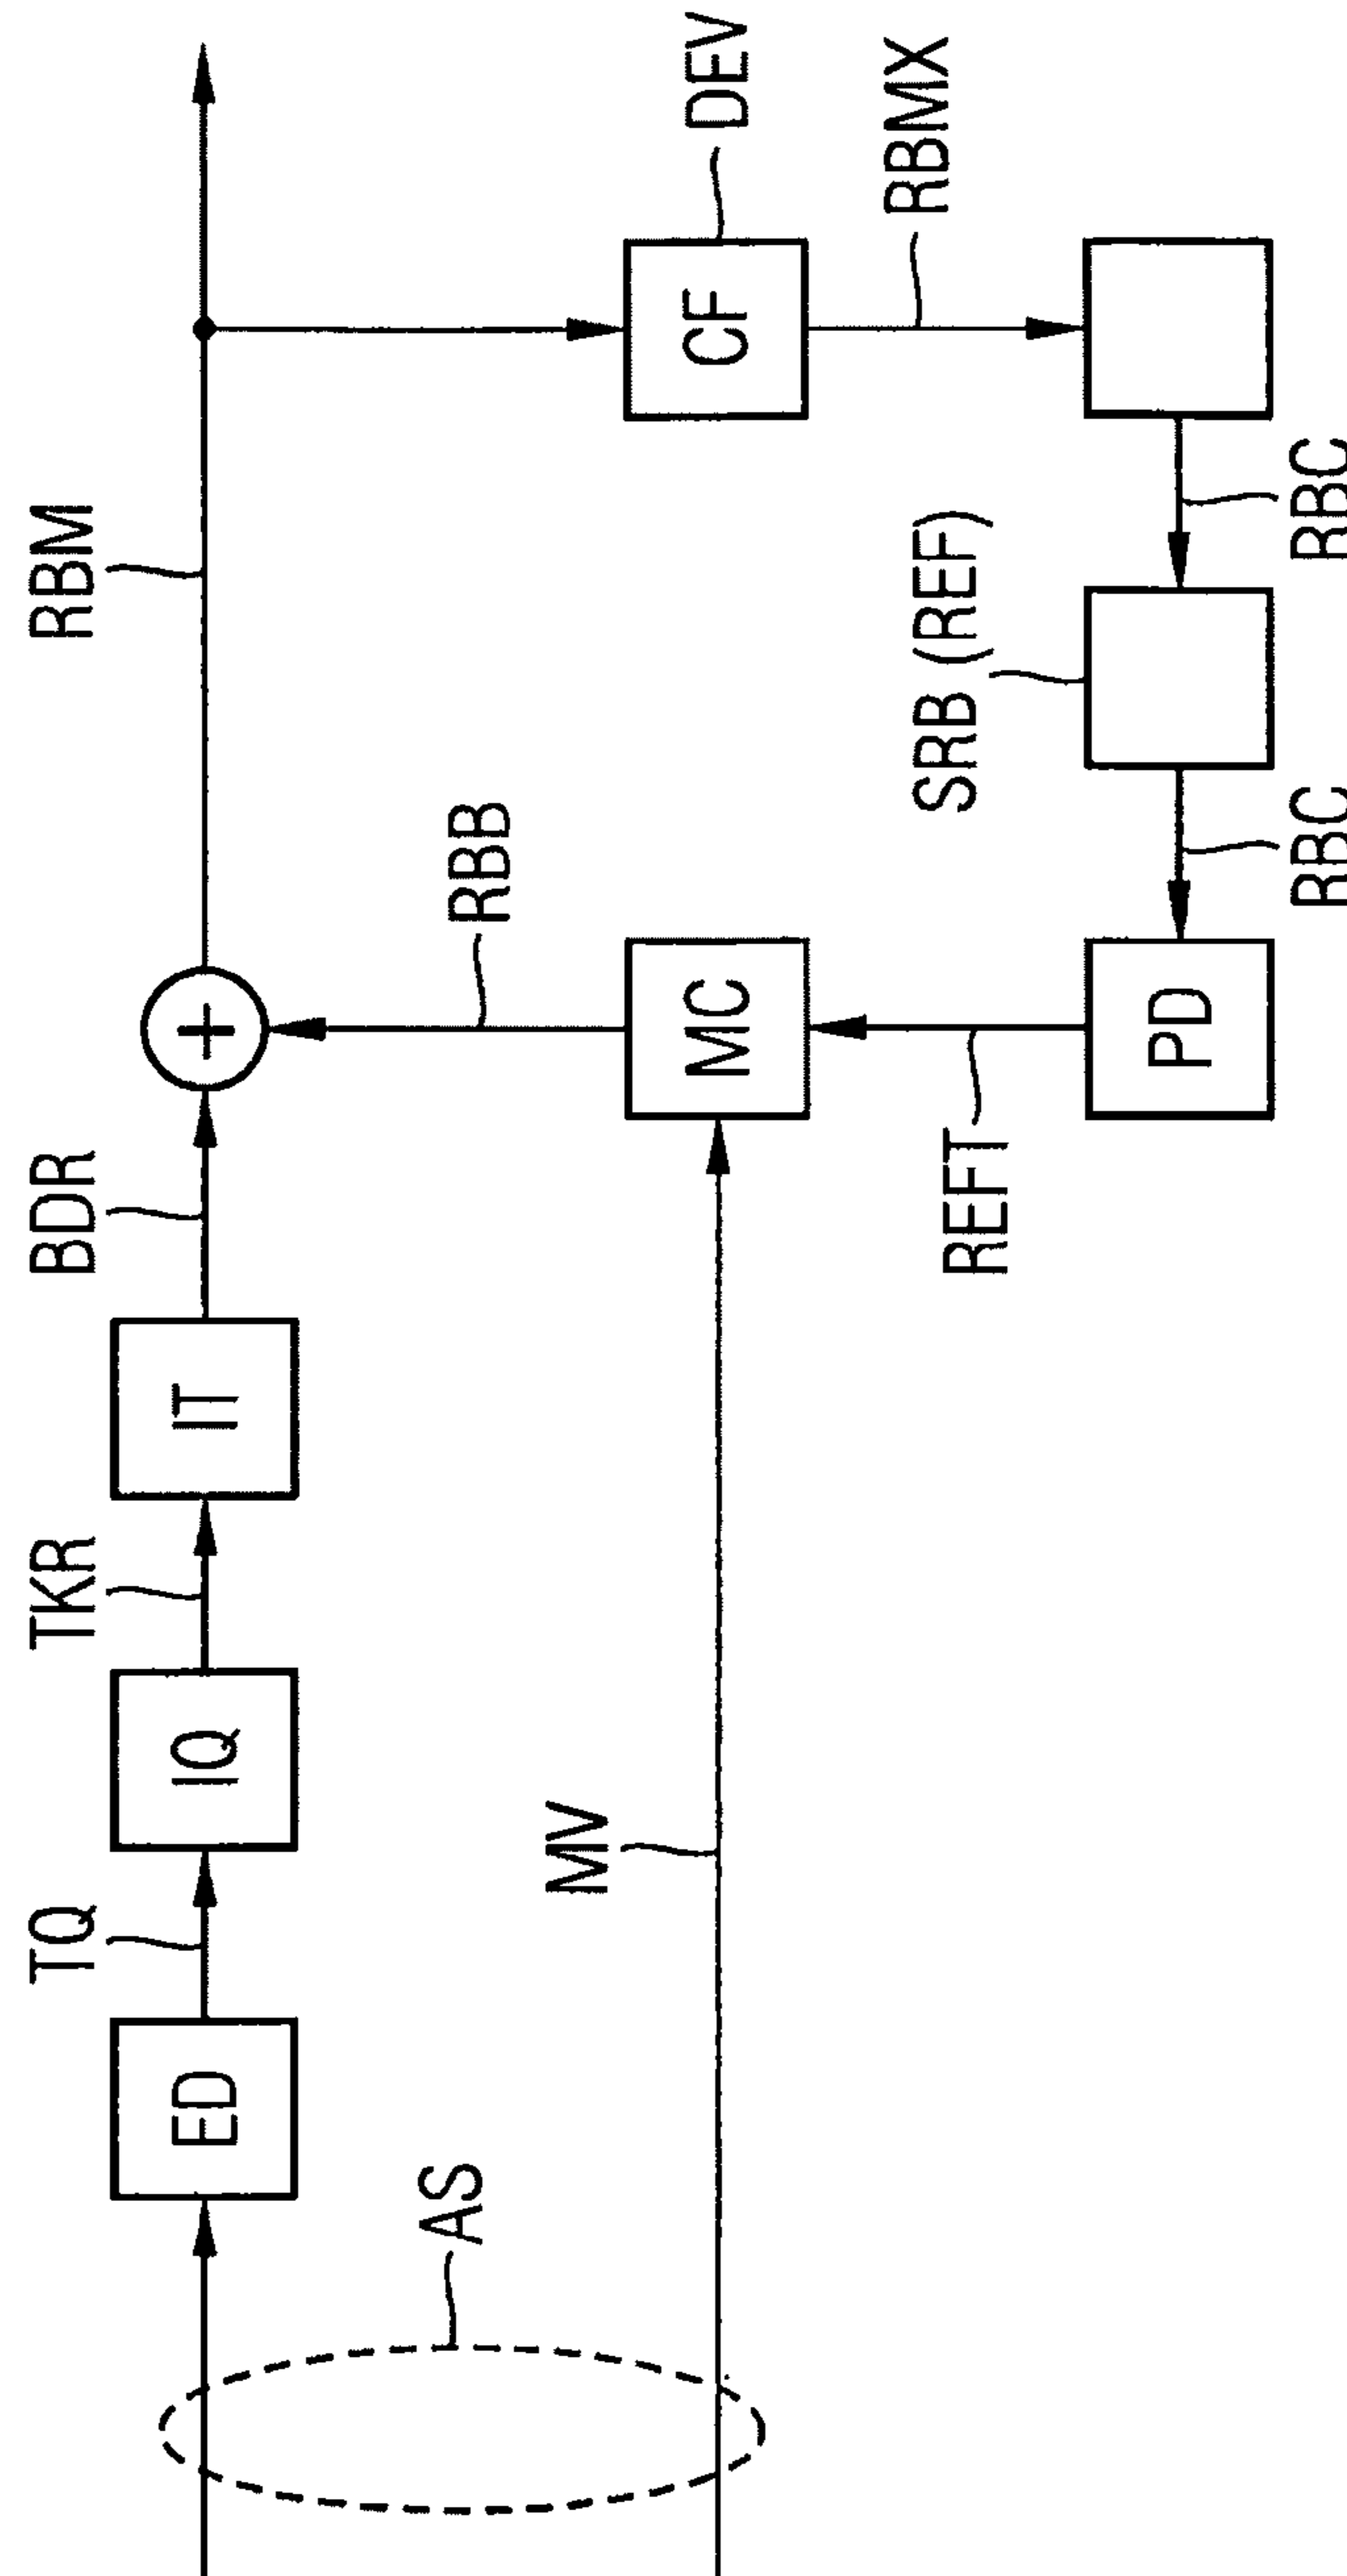 AS
ED
TQ
IQ
TKR
IT
BDR
+
RBM
MV
RBB
MC
CF
DEV
REFT
RBMX
SRB (REF)
PD
RBC
RBC